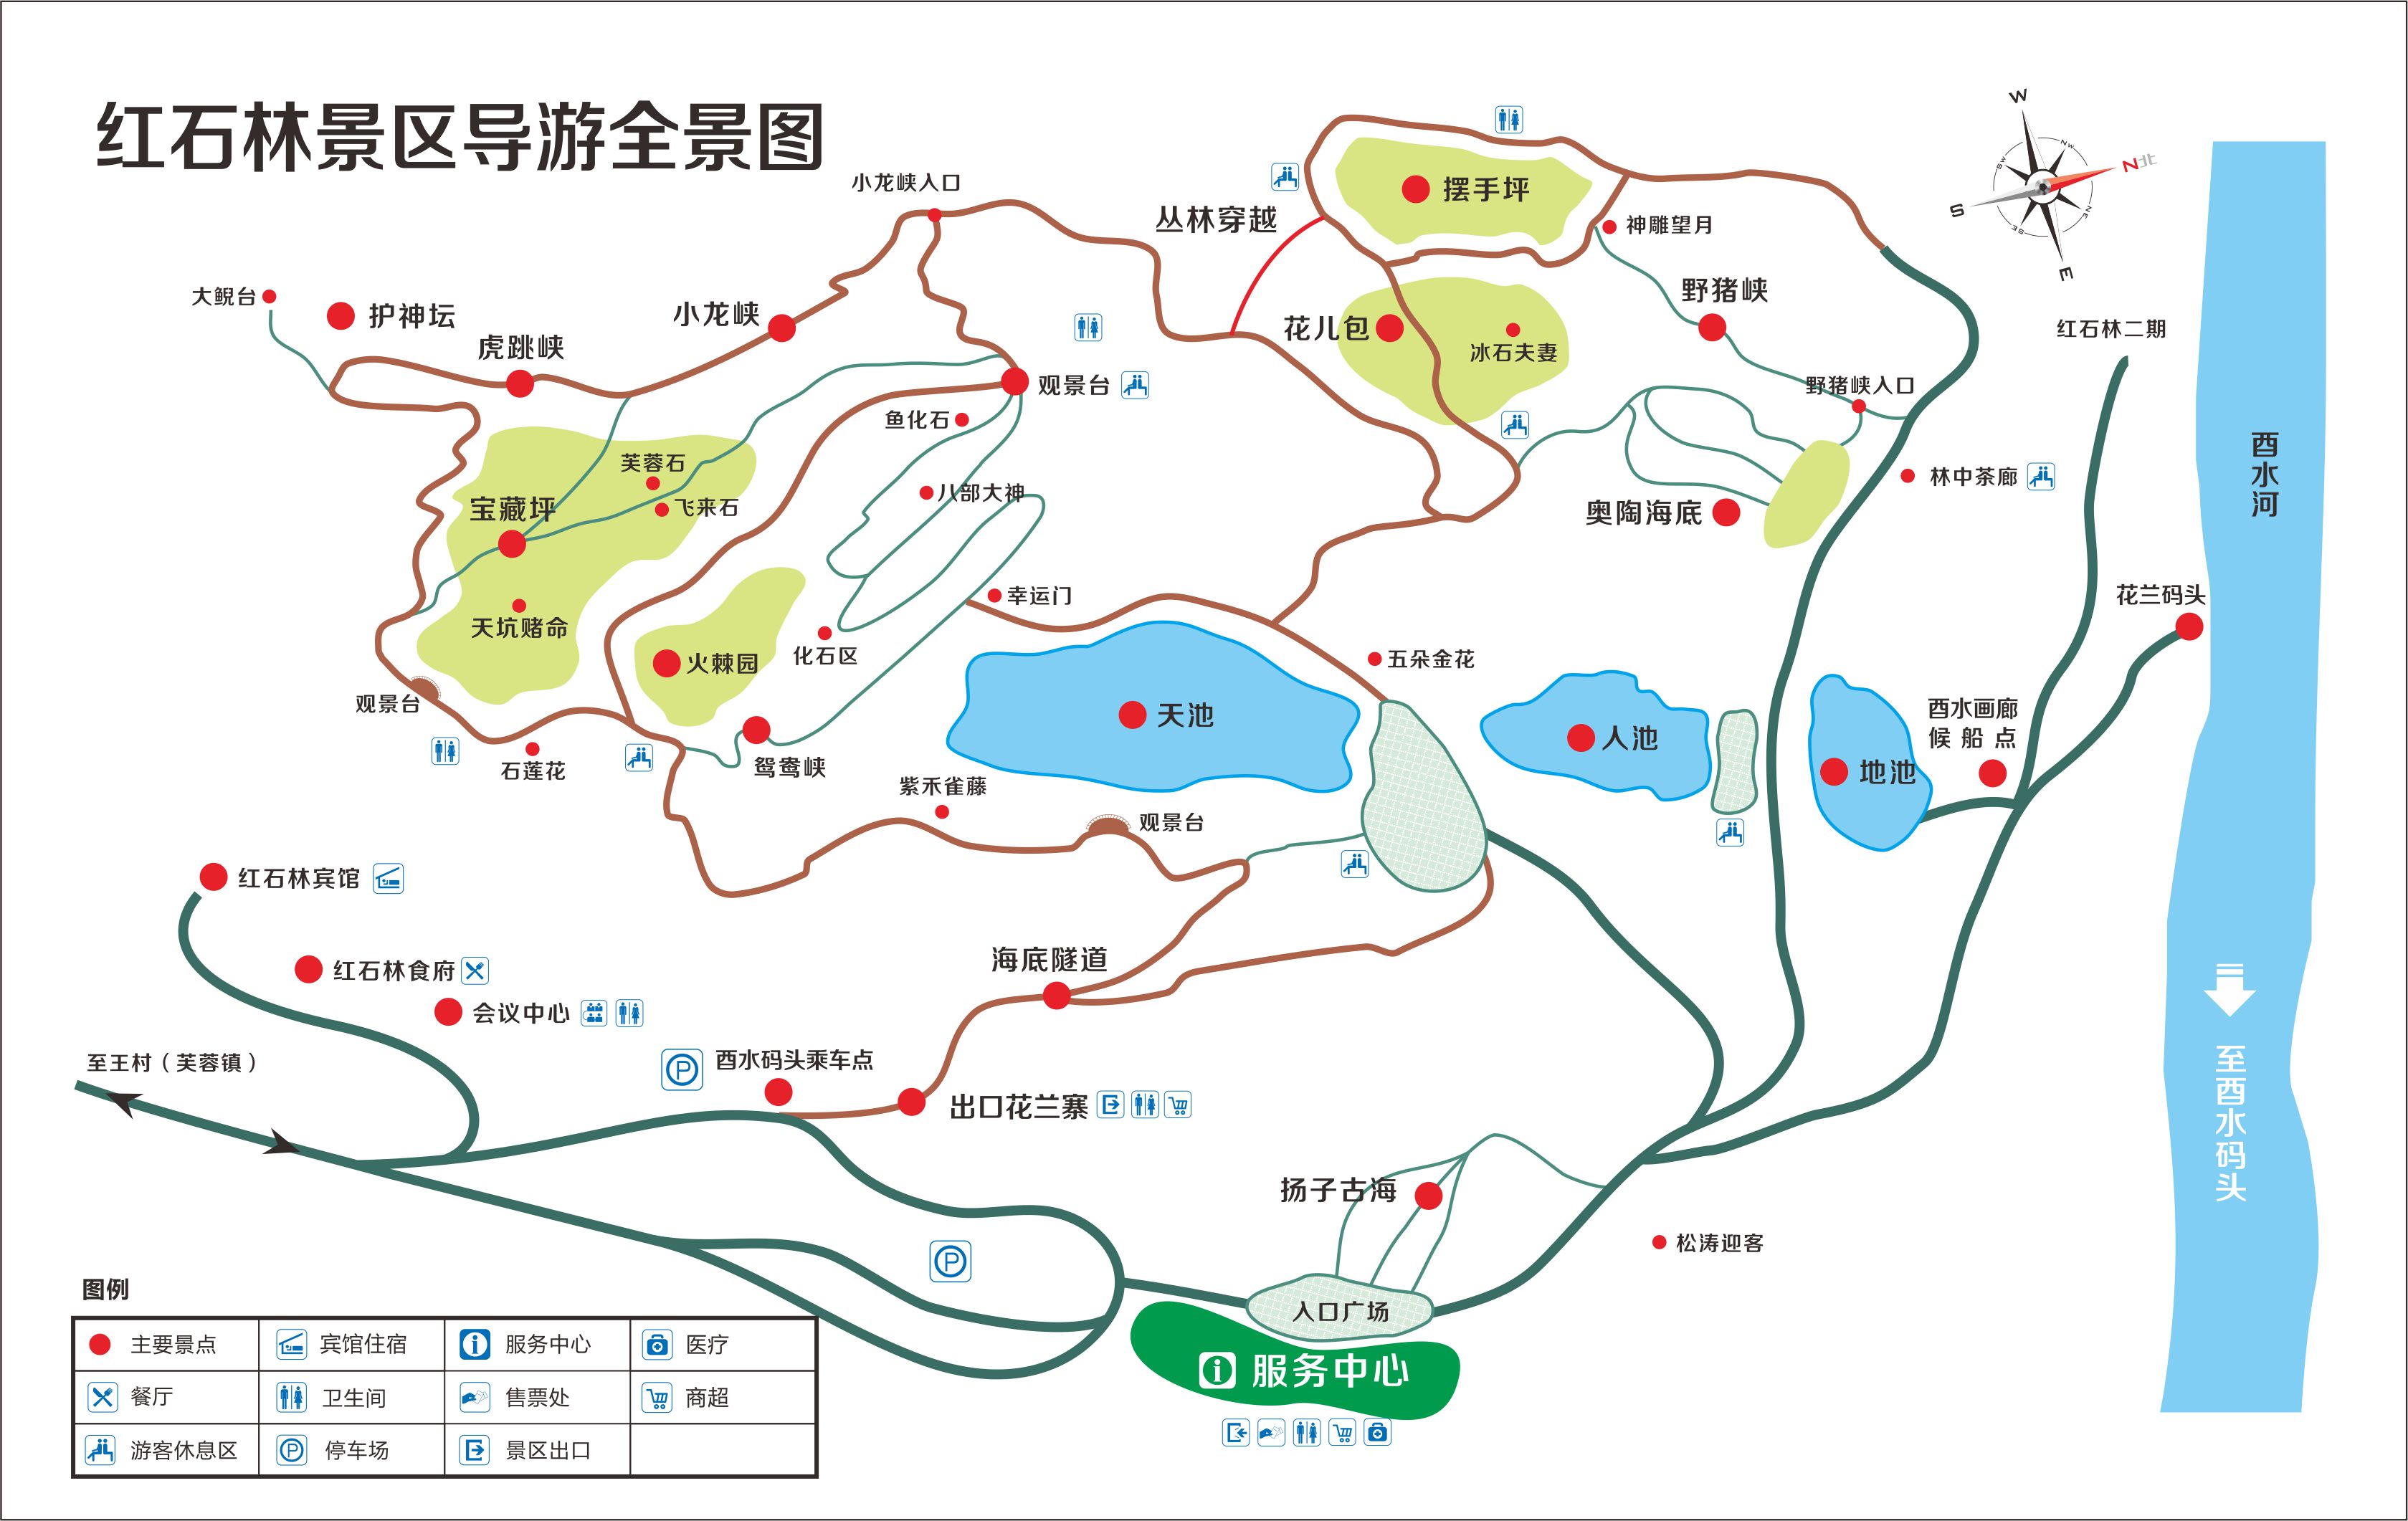 红石林景区导游全景图
W
NW
N北
SW
S
NE
SE
E
小龙峡入口
丛林穿越
摆手坪
神雕望月
大鲵台
护神坛
小龙峡
虎跳峡
花儿包
冰石夫妻
野猪峡
红石林二期
观景台
野猪峡入口
鱼化石
芙蓉石
八部大神
林中茶廊
酉水河
宝藏坪
飞来石
奥陶海底
天坑赌命
幸运门
花兰码头
火棘园
化石区
五朵金花
观景台
天池
人池
酉水画廊
候船点
石莲花
鸳鸯峡
地池
紫禾雀藤
观景台
红石林宾馆
红石林食府
海底隧道
会议中心
至王村（芙蓉镇）
P
酉水码头乘车点
出口花兰寨
至酉水码头
扬子古海
松涛迎客
P
入口广场
i 服务中心
图例
主要景点
宾馆住宿
i
服务中心
医疗
餐厅
卫生间
售票处
商超
游客休息区
P
停车场
景区出口